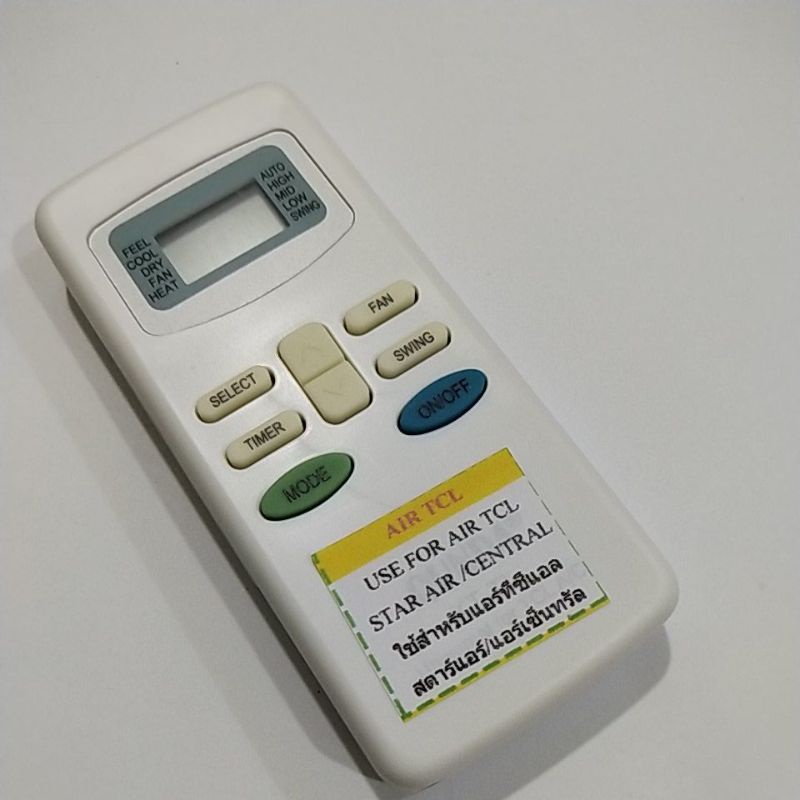 FEEL
COOL
DRY
FAN
HEAT
AUTO
HIGH
MID
LOW
SWING
FAN
SWING
SELECT
TIMER
ON/OFF
MODE
AIR TCL
USE FOR AIR TCL
STAR AIR /CENTRAL
ใช้สำหรับแอร์ทีซีแอล
สตาร์แอร์/แอร์เซ็นทรัล